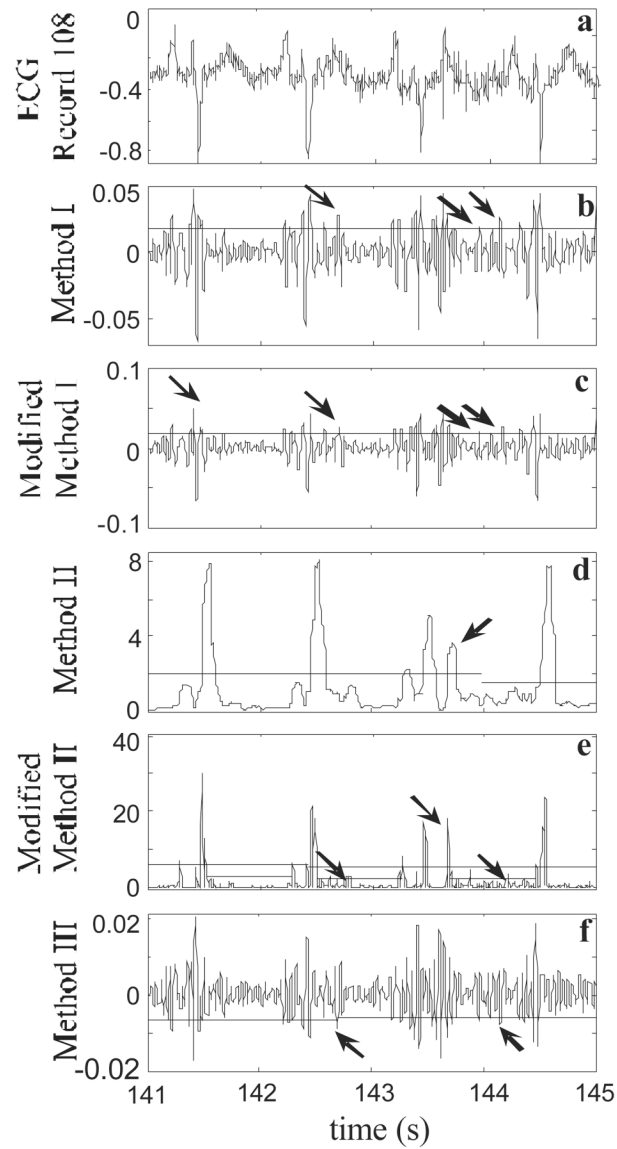 a
0
-0.4
-0.8
ECG
Record 108
b
0.05
0
-0.05
Method I
c
0.1
0
-0.1
Modified
Method I
d
8
4
0
Method II
e
40
20
0
Modified
Method II
f
0.02
0
-0.02
Method III
141 142 143 144 145
time (s)